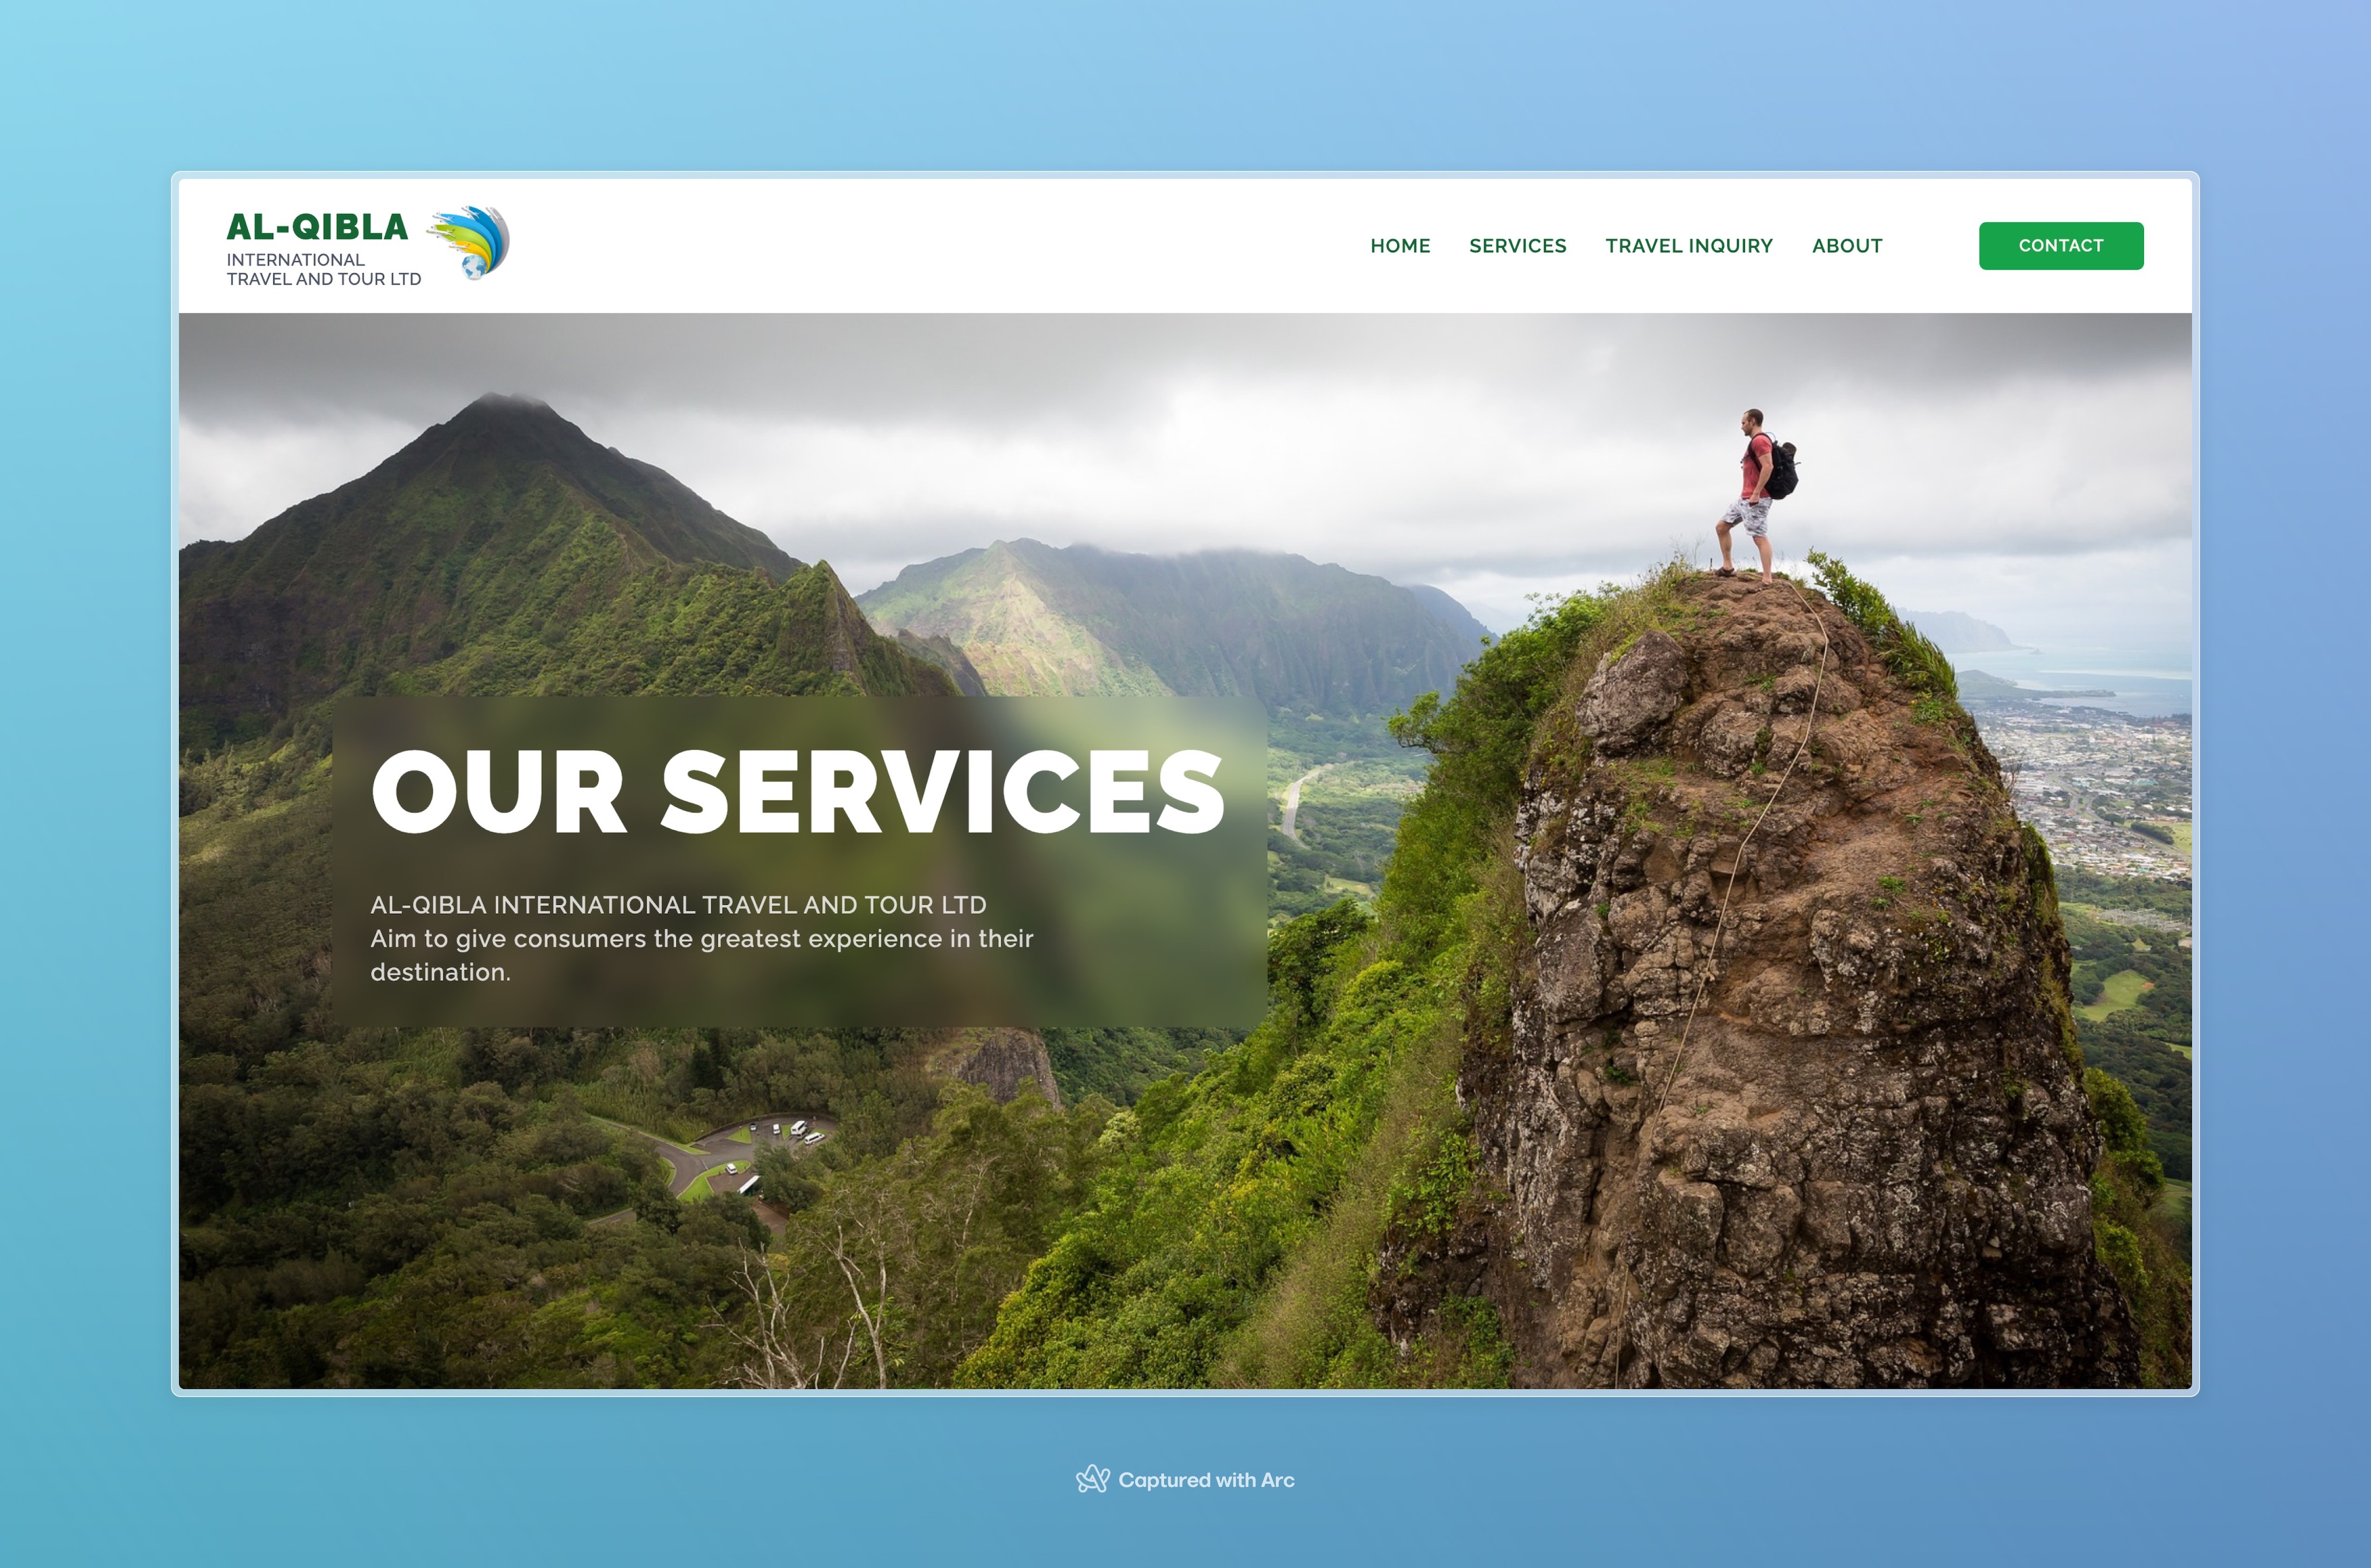 AL-QIBLA
INTERNATIONAL
TRAVEL AND TOUR LTD
HOME
SERVICES
TRAVEL INQUIRY
ABOUT
CONTACT
OUR SERVICES
AL-QIBLA INTERNATIONAL TRAVEL AND TOUR LTD
Aim to give consumers the greatest experience in their
destination.
Captured with Arc